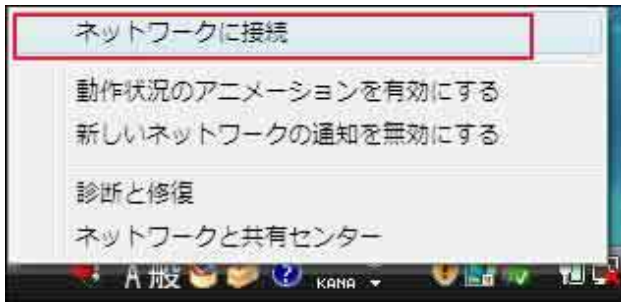 ネットワークに接続
動作状況のアニメーションを有効にする
新しいネットワークの通知を無効にする
診断と修復
ネットワークと共有センター
A 般 ? KANA